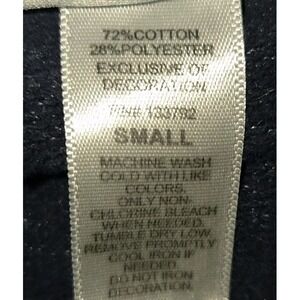 72%COTTON
28%POLYESTER
EXCLUSIVE OF
DECORATION
RN# 133792
SMALL
MACHINE WASH
COLD WITH LIKE
COLORS.
ONLY NON-
CHLORINE BLEACH
WHEN NEEDED.
TUMBLE DRY LOW.
REMOVE PROMPTLY
COOL IRON IF
NEEDED
DO NOT IRON
DECORATION.